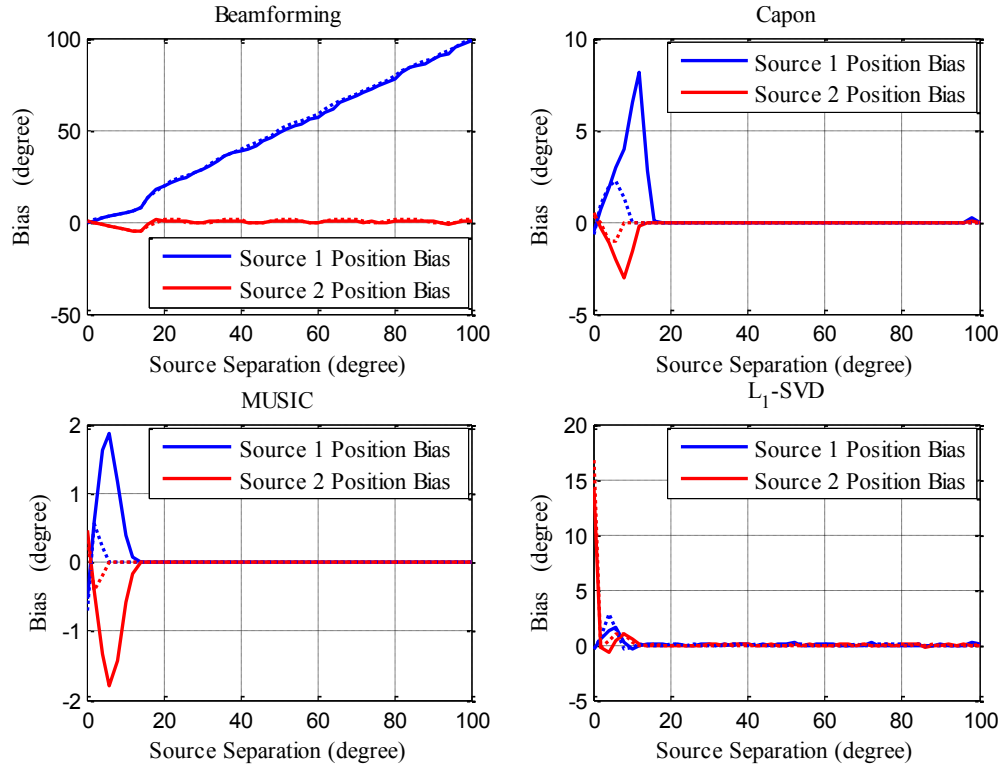 Beamforming
100
50
0
-50
Bias (degree)
Source 1 Position Bias
Source 2 Position Bias
0 20 40 60 80 100
Source Separation (degree)
Capon
10
5
0
-5
Bias (degree)
Source 1 Position Bias
Source 2 Position Bias
0 20 40 60 80 100
Source Separation (degree)
MUSIC
2
1
0
-1
-2
Bias (degree)
Source 1 Position Bias
Source 2 Position Bias
0 20 40 60 80 100
Source Separation (degree)
L1-SVD
20
15
10
5
0
-5
Bias (degree)
Source 1 Position Bias
Source 2 Position Bias
0 20 40 60 80 100
Source Separation (degree)